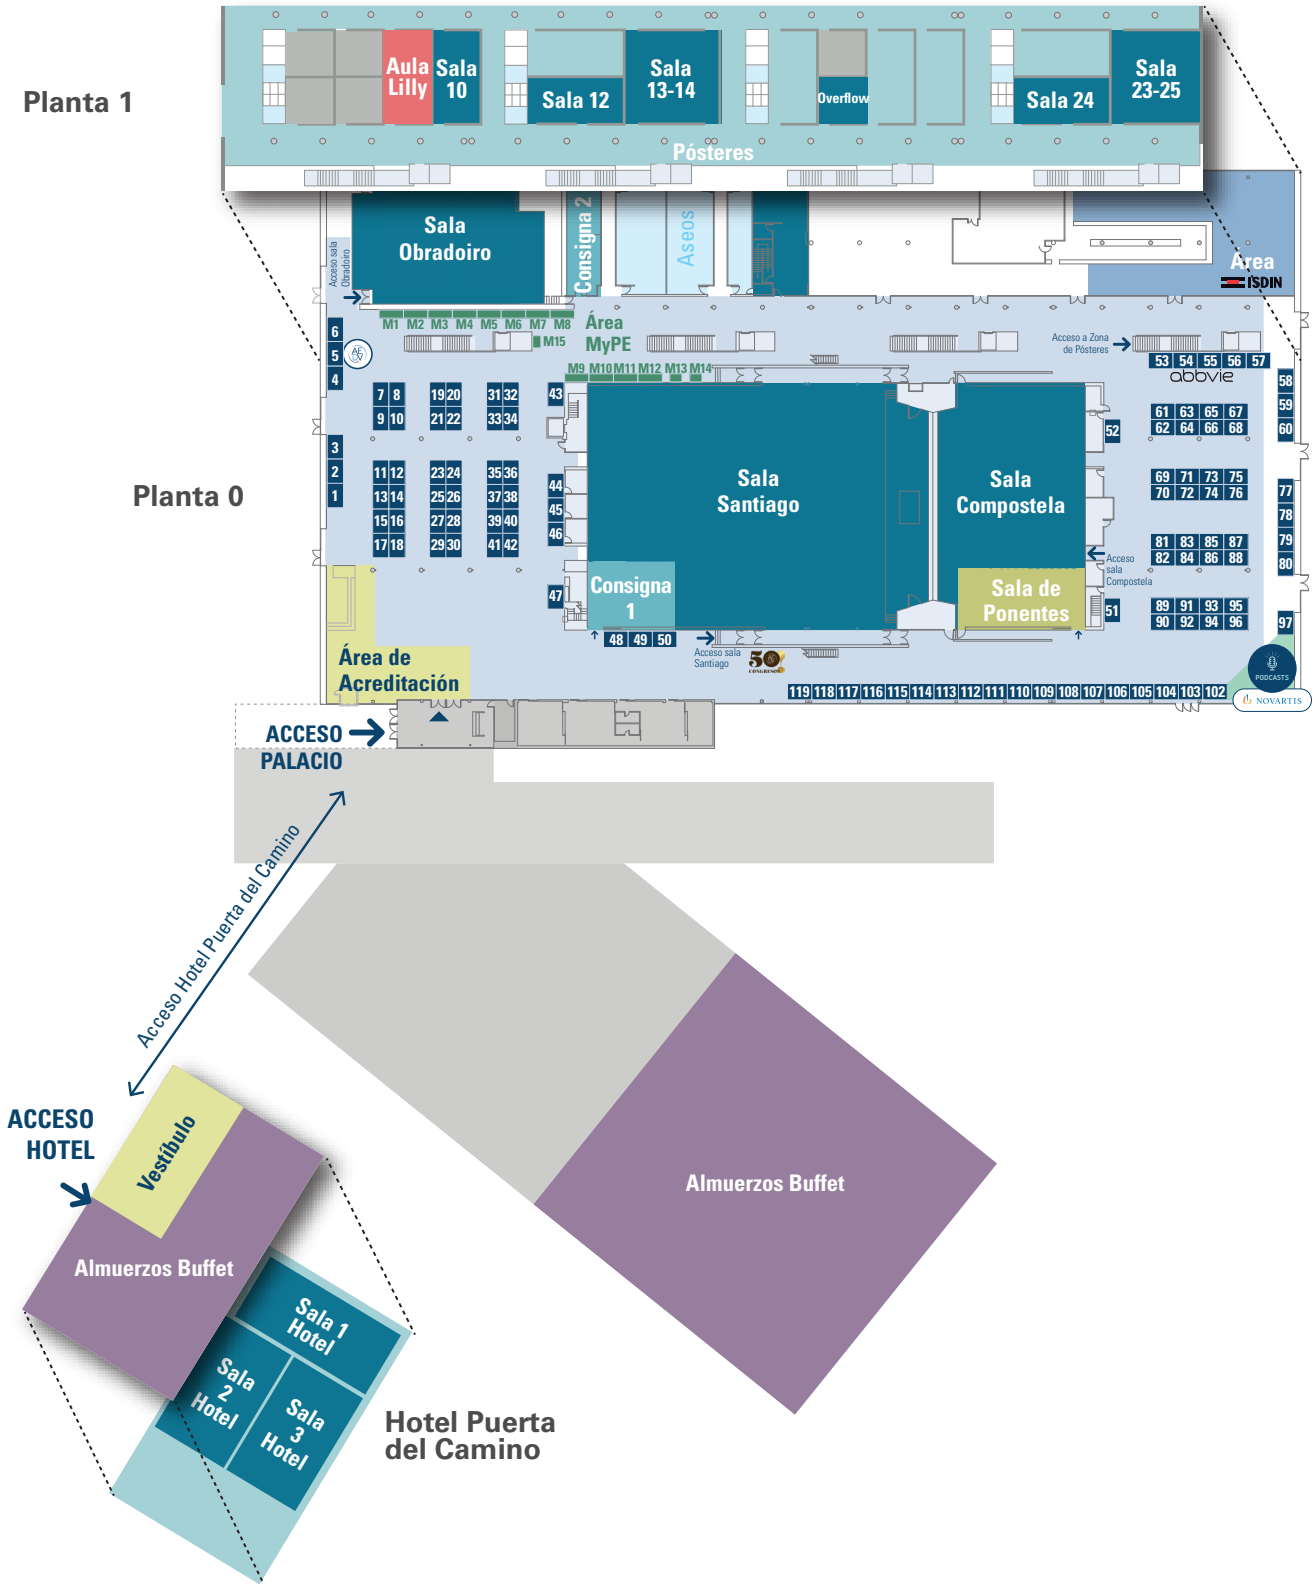 Planta 1
Aula
Lilly
Sala
10
Sala 12
Sala
13-14
Overflow
Sala 24
Sala
23-25
Pósteres
Planta 0
Sala
Obradoiro
Acceso sala
Obradoiro
Consigna 2
Aseos
Área
ISDIN
M1 M2 M3 M4 M5 M6 M7 M8
M15
Área
MyPE
M9 M10 M11 M12 M13 M14
Acceso a Zona
de Pósteres
6
5
4
3
2
1
7 8
9 10
11 12
13 14
15 16
17 18
19 20
21 22
23 24
25 26
27 28
29 30
31 32
33 34
35 36
37 38
39 40
41 42
43
44
45
46
47
Sala
Santiago
Sala
Compostela
Consigna
1
Sala de
Ponentes
48 49 50
Acceso sala
Santiago
50
CONGRESO
52
51
Acceso
sala
Compostela
53 54 55 56 57
abbvie
58
59
60
61 63 65 67
62 64 66 68
69 71 73 75
70 72 74 76
77
78
79
80
81 83 85 87
82 84 86 88
89 91 93 95
90 92 94 96
97
PODCASTS
NOVARTIS
119 118 117 116 115 114 113 112 111 110 109 108 107 106 105 104 103 102
Área de
Acreditación
ACCESO
PALACIO
Acceso Hotel Puerta del Camino
ACCESO
HOTEL
Vestíbulo
Almuerzos Buffet
Almuerzos Buffet
Sala 1
Hotel
Sala
2
Hotel
Sala
3
Hotel
Hotel Puerta
del Camino